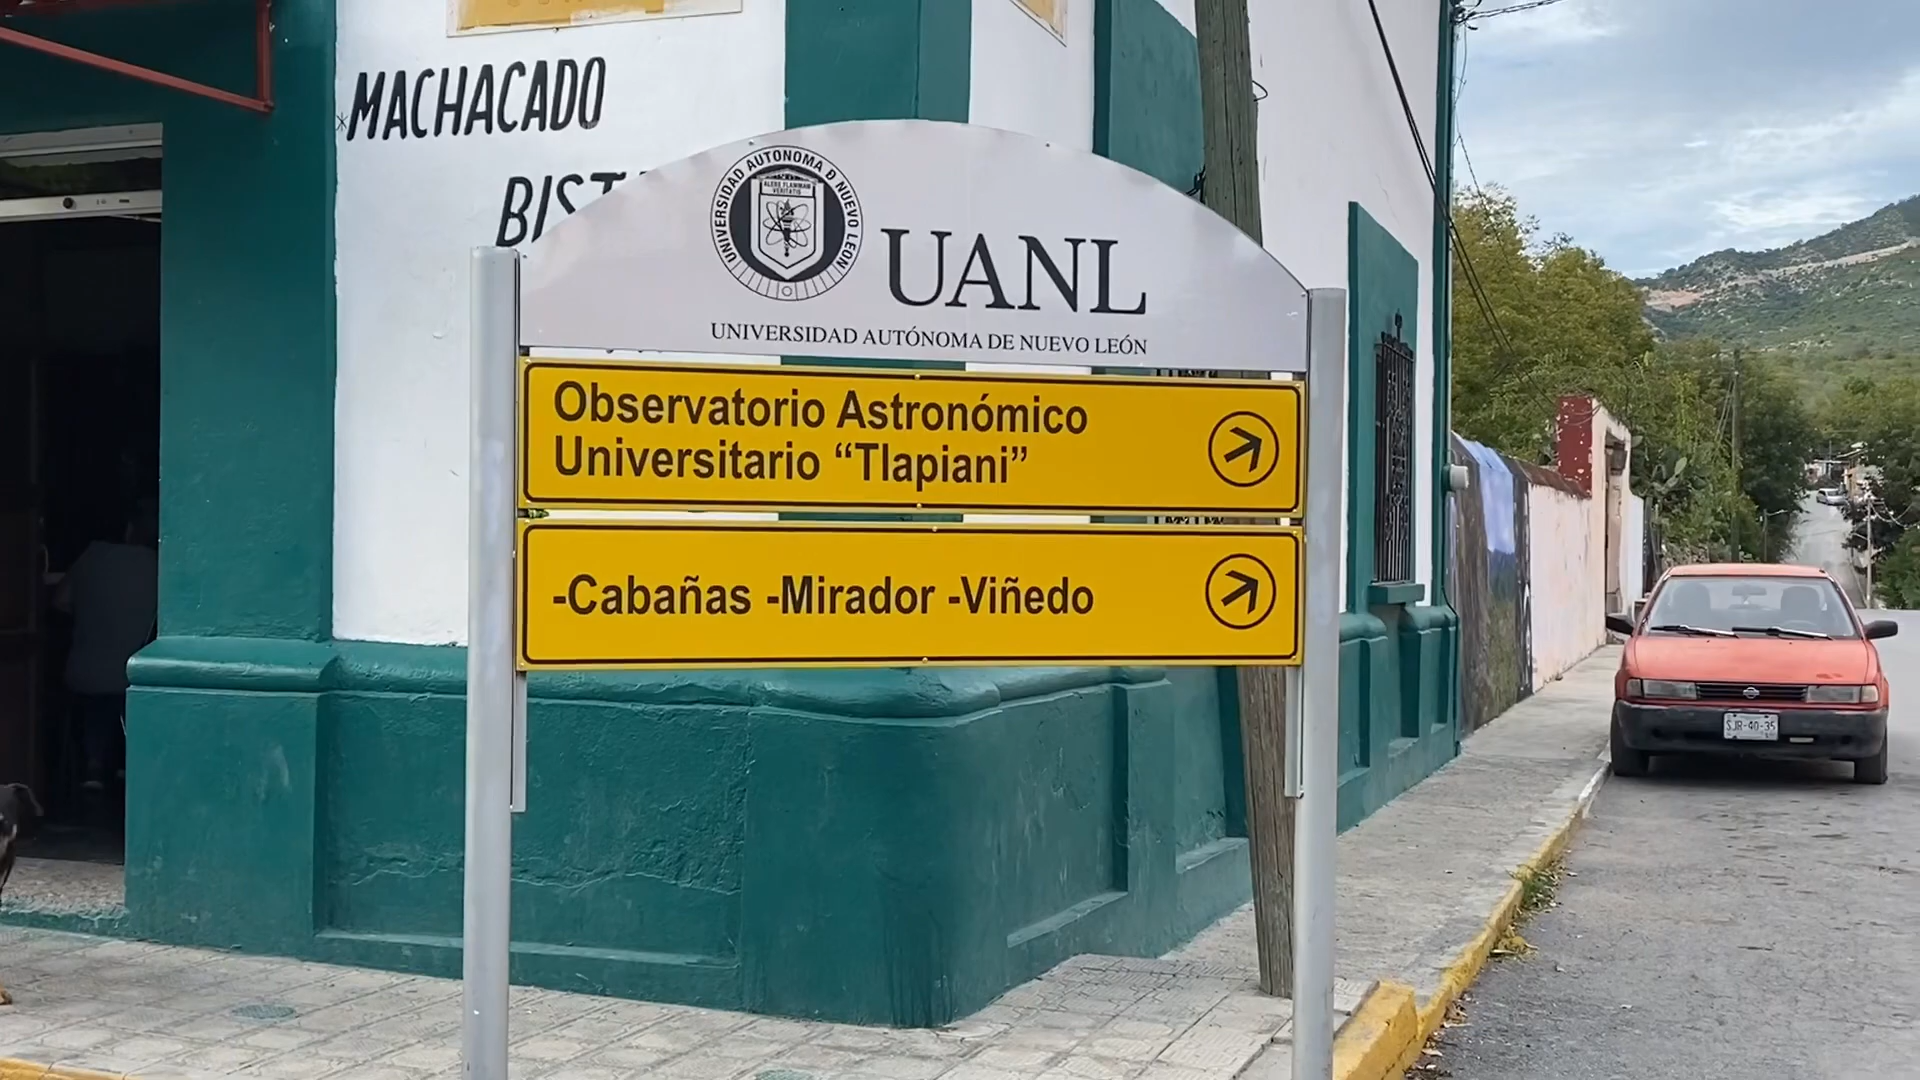 MACHACADO
UNIVERSIDAD AUTONOMA D NUEVO LEON
ALERE FLAMMAM
VERITATIS
UANL
UNIVERSIDAD AUTÓNOMA DE NUEVO LEÓN
Observatorio Astronómico
Universitario “Tlapiani”
-Cabañas -Mirador -Viñedo
SJR-40-35